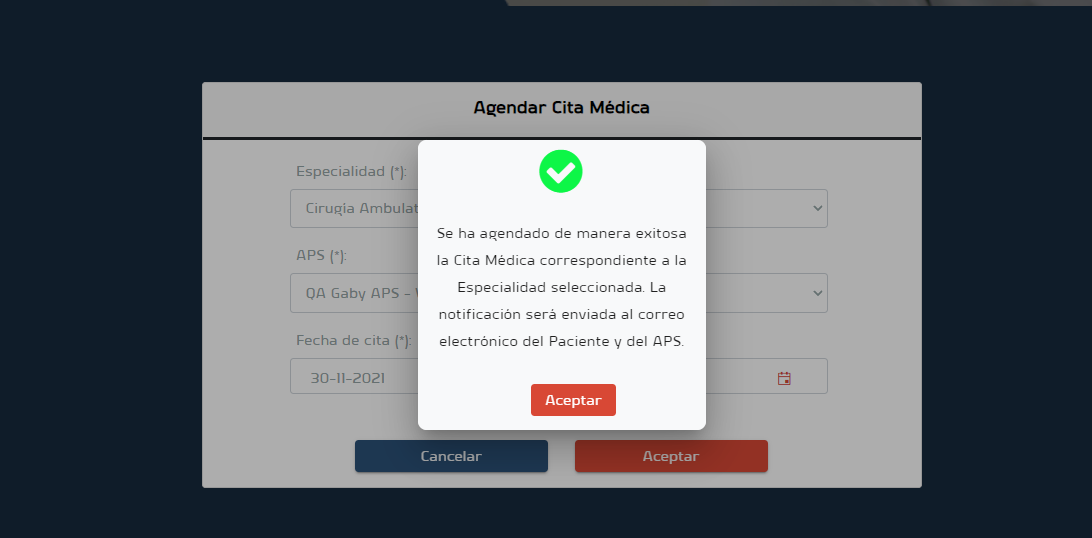 Agendar Cita Médica
Especialidad (*):
Cirugía
APS (*):
QA Gaby APS -
Fecha de cita (*):
30-11-2021
Se ha agendado de manera exitosa
la Cita Médica correspondiente a la
Especialidad seleccionada. La
notificación será enviada al correo
electrónico del Paciente y del APS.
Aceptar
Cancelar
Aceptar